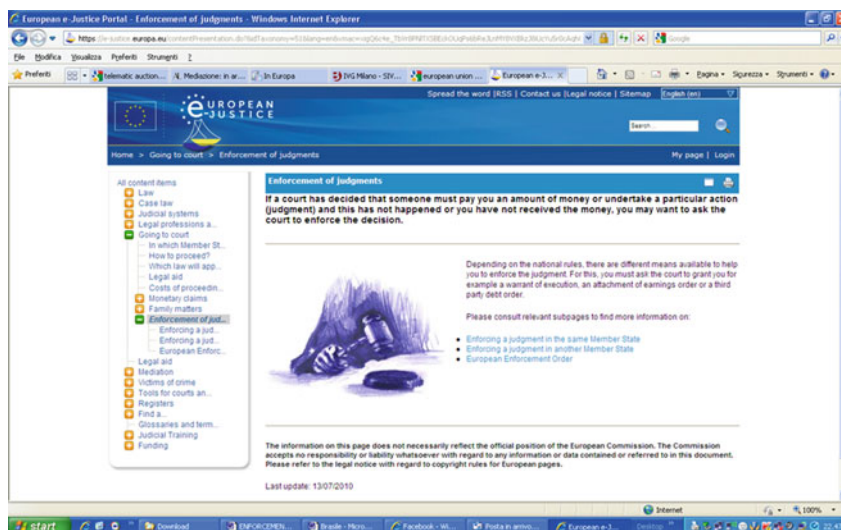 European e-Justice Portal - Enforcement of judgments - Windows Internet Explorer
File Modifica Visualizza Preferiti Strumenti ?
Preferiti telematic auction... Mediazione: in ar... In Europa IVG Milano - SIV... european union ... European e-J... Pagina Sicurezza Strumenti
Spread the word |RSS | Contact us |Legal notice | Sitemap English (en)
EUROPEAN
e-JUSTICE
Search...
Home > Going to court > Enforcement of judgments My page | Login
All content items
Law
Case law
Judicial systems
Legal professions a...
Going to court
In which Member St...
How to proceed?
Which law will app...
Legal aid
Costs of proceedin...
Monetary claims
Family matters
Enforcement of jud...
Enforcing a jud...
Enforcing a jud...
European Enforc...
Legal aid
Mediation
Victims of crime
Tools for courts an...
Registers
Find a...
Glossaries and term...
Judicial Training
Funding
Enforcement of judgments
If a court has decided that someone must pay you an amount of money or undertake a particular action
(judgment) and this has not happened or you have not received the money, you may want to ask the
court to enforce the decision.
Depending on the national rules, there are different means available to help
you to enforce the judgment. For this, you must ask the court to grant you for
example a warrant of execution, an attachment of earnings order or a third
party debt order.
Please consult relevant subpages to find more information on:
Enforcing a judgment in the same Member State
Enforcing a judgment in another Member State
European Enforcement Order
The information on this page does not necessarily reflect the official position of the European Commission. The Commission
accepts no responsibility or liability whatsoever with regard to any information or data contained or referred to in this document.
Please refer to the legal notice with regard to copyright rules for European pages.
Last update: 13/07/2010
Internet 100%
start Download ENFORCEMEN... Brasile - Micro... Facebook - Wi... Posta in arrivo... European e-J... Desktop